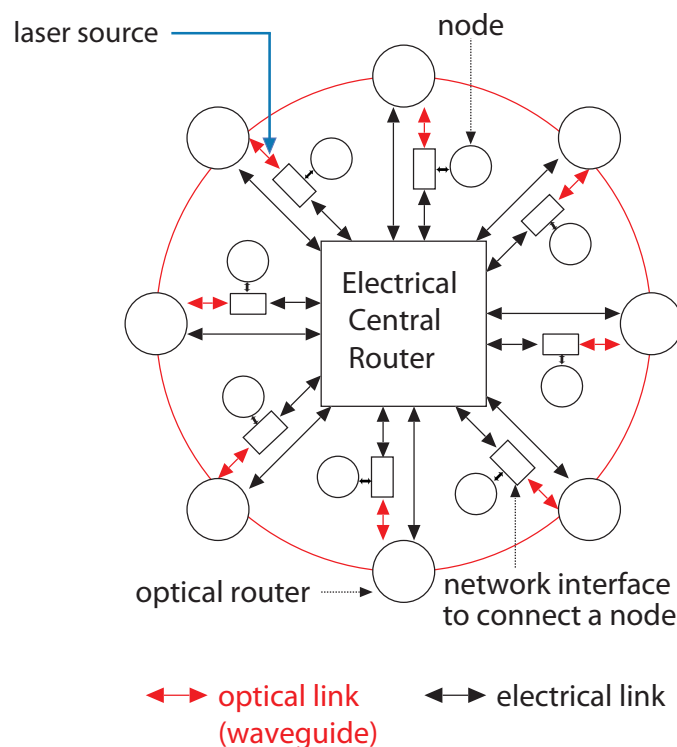 laser source
node
Electrical
Central
Router
optical router
network interface
to connect a node
optical link
(waveguide)
electrical link